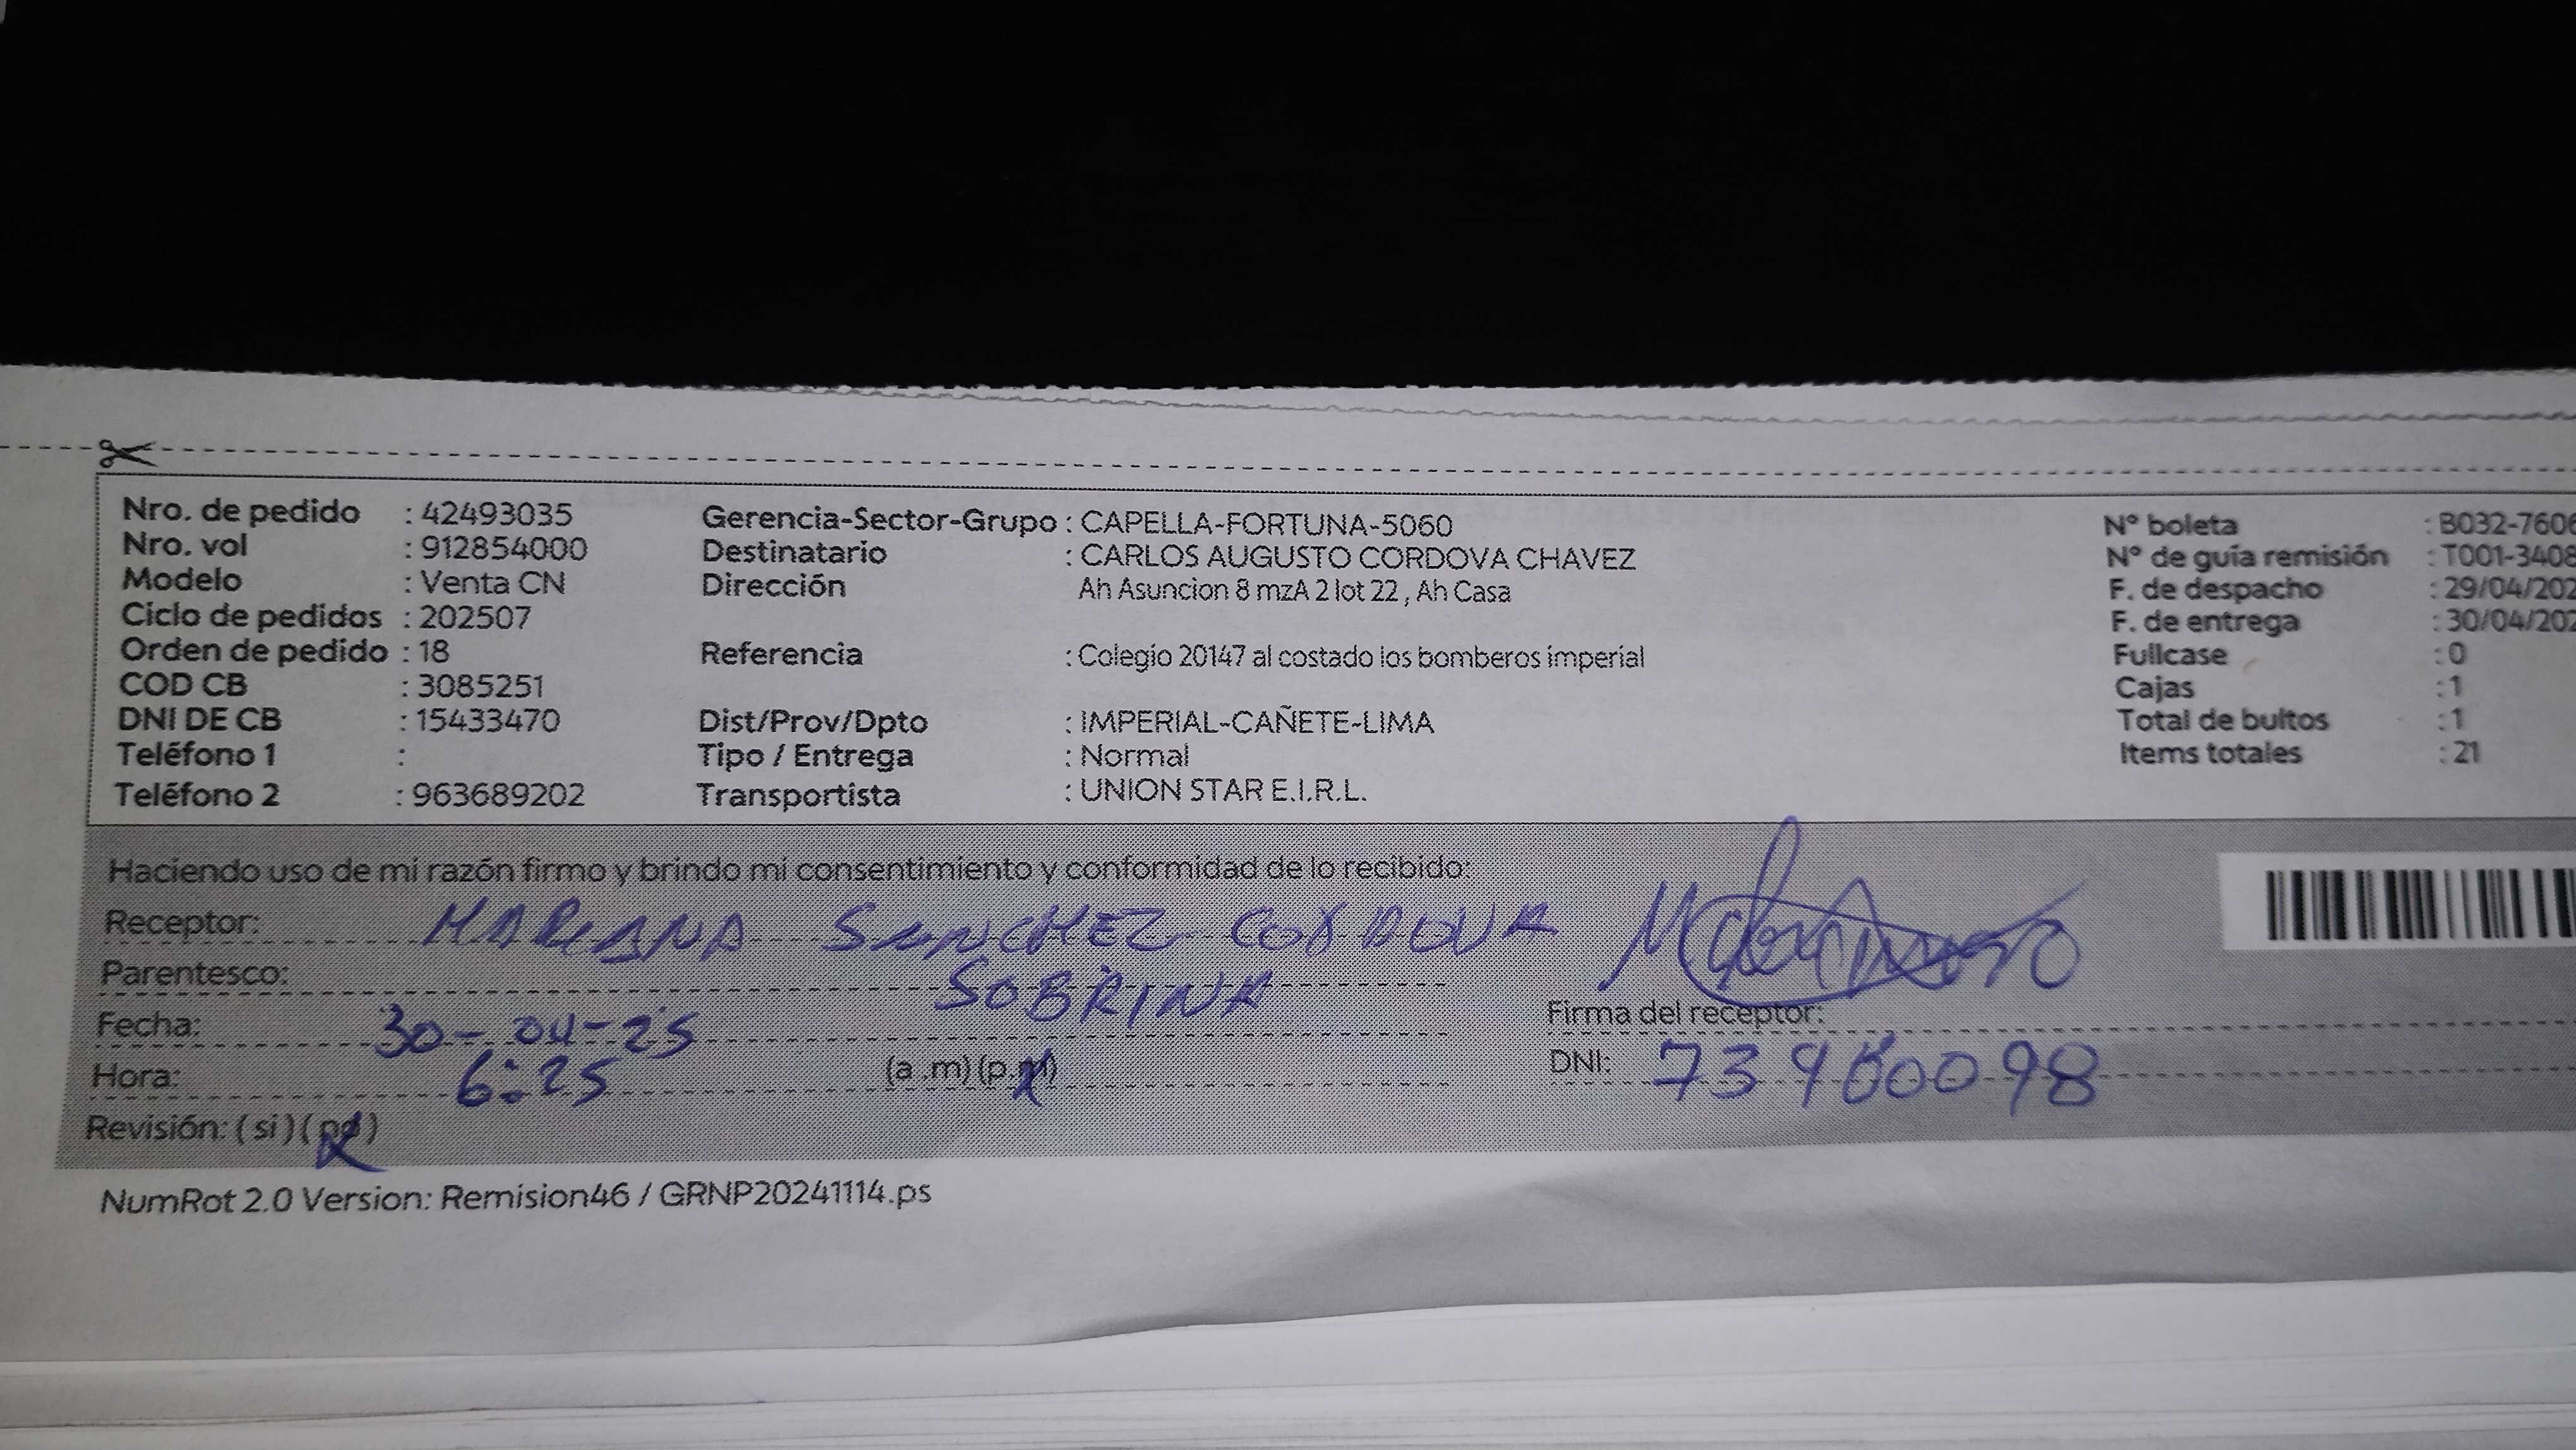 Nro. de pedido : 42493035
Nro. vol : 912854000
Modelo : Venta CN
Ciclo de pedidos : 202507
Orden de pedido : 18
COD CB : 3085251
DNI DE CB : 15433470
Teléfono 1 :
Teléfono 2 : 963689202
Gerencia-Sector-Grupo : CAPELLA-FORTUNA-5060
Destinatario : CARLOS AUGUSTO CORDOVA CHAVEZ
Dirección Ah Asuncion 8 mzA 2 lot 22 , Ah Casa
Referencia : Colegio 20147 al costado los bomberos imperial
Dist/Prov/Dpto : IMPERIAL-CAÑETE-LIMA
Tipo / Entrega : Normal
Transportista : UNION STAR E.I.R.L.
N° boleta : B032-7606
N° de guía remisión : T001-3408
F. de despacho : 29/04/202
F. de entrega : 30/04/202
Fullcase : 0
Cajas : 1
Total de bultos : 1
Items totales : 21
Haciendo uso de mi razón firmo y brindo mi consentimiento y conformidad de lo recibido:
Receptor: MARIANA SANCHEZ CORDOVA
Parentesco: SOBRINA
Fecha: 30-04-25
Hora: 6:25 (a .m) (p.m)
Revisión: ( si ) ( no )
Firma del receptor:
DNI: 73980098
NumRot 2.0 Version: Remision46 / GRNP20241114.ps